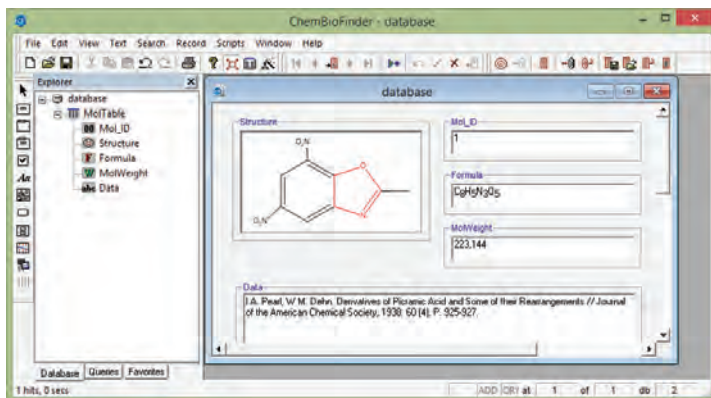 ChemBioFinder - database
File Edit View Text Search Record Scripts Window Help
Explorer
database
MolTable
Mol_ID
Structure
Formula
MolWeight
Data
Database Queries Favorites
database
Structure
O₂N
O
N
O₂N
Mol_ID
1
Formula
C₈H₅N₃O₅
MolWeight
223,144
Data
I.A. Pearl, W.M. Dehn. Derivatives of Picramic Acid and Some of their Rearrangements // Journal
of the American Chemical Society, 1938; 60 (4), P. 925-927.
1 hits, 0 secs
ADD QRY at 1 of 1 db 2